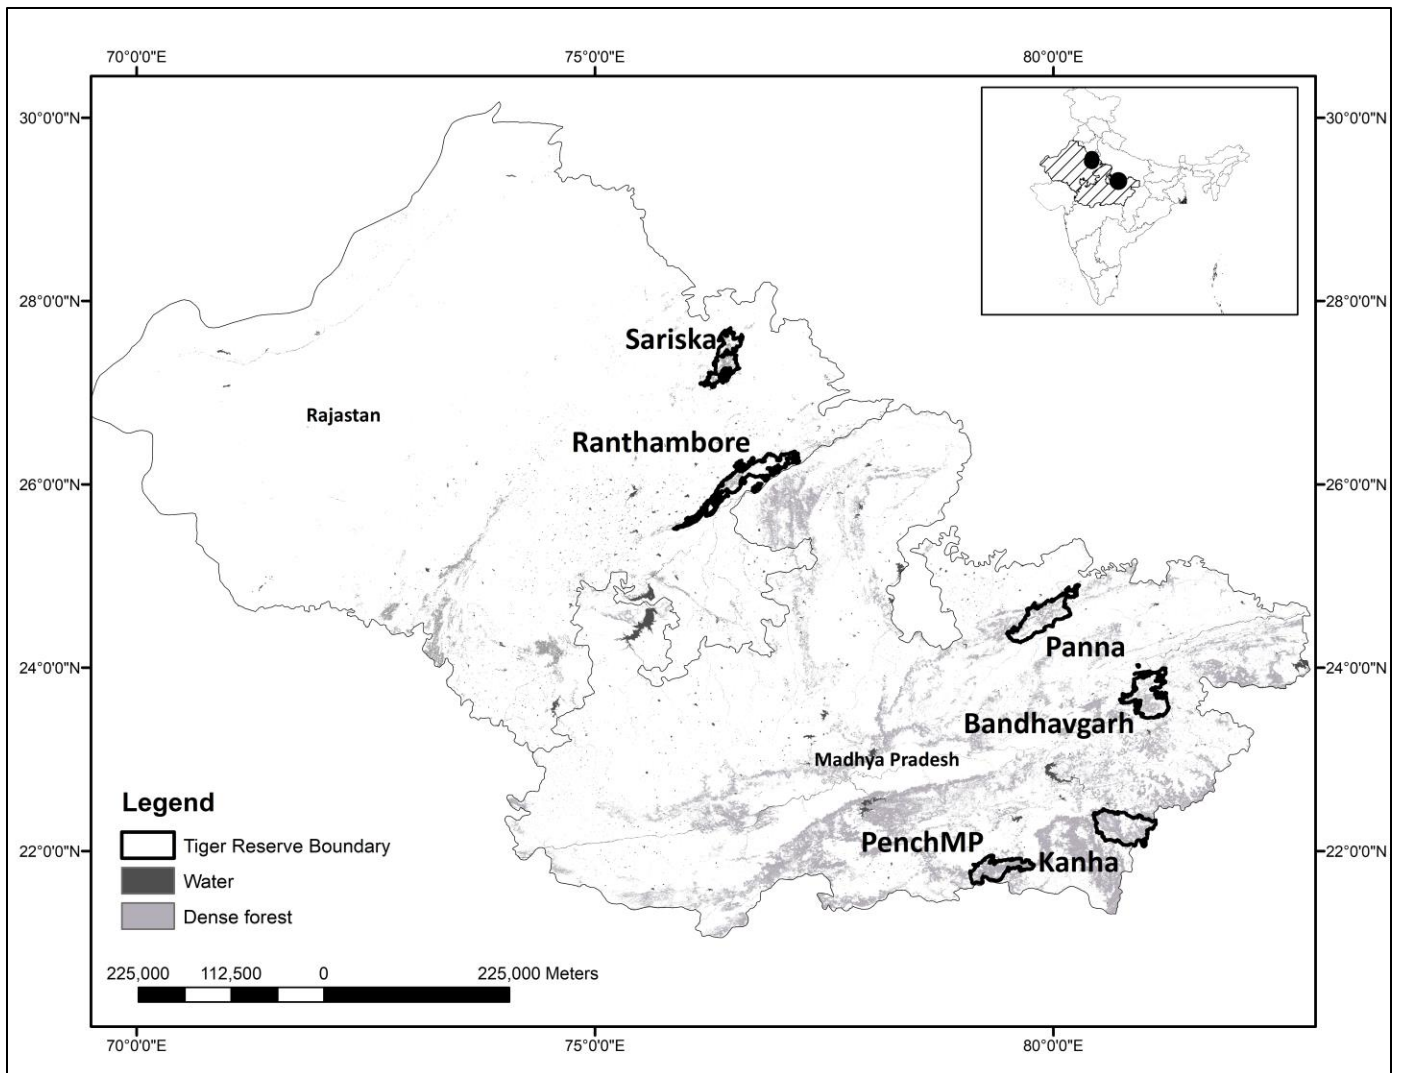 70°0'0"E 75°0'0"E 80°0'0"E
30°0'0"N 30°0'0"N
28°0'0"N 28°0'0"N
Sariska
Rajastan
Ranthambore
26°0'0"N 26°0'0"N
Panna
24°0'0"N 24°0'0"N
Bandhavgarh
Madhya Pradesh
Legend
PenchMP
Tiger Reserve Boundary
22°0'0"N 22°0'0"N
Kanha
Water
Dense forest
225,000 112,500 0 225,000 Meters
70°0'0"E 75°0'0"E 80°0'0"E